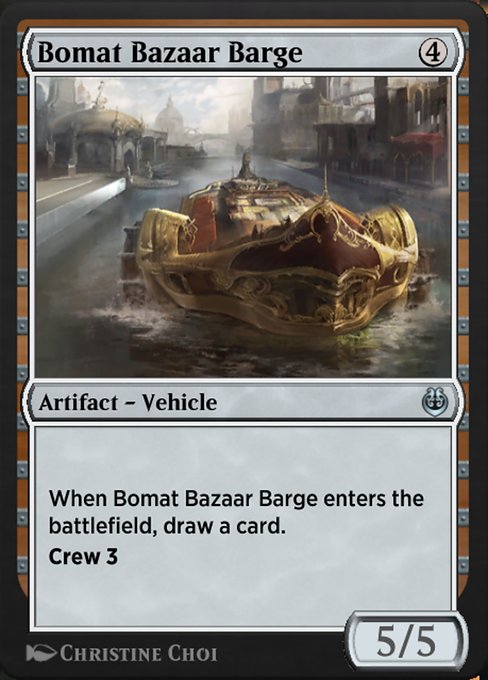 Bomat Bazaar Barge 4
Artifact – Vehicle
When Bomat Bazaar Barge enters the
battlefield, draw a card.
Crew 3
5/5
Christine Choi